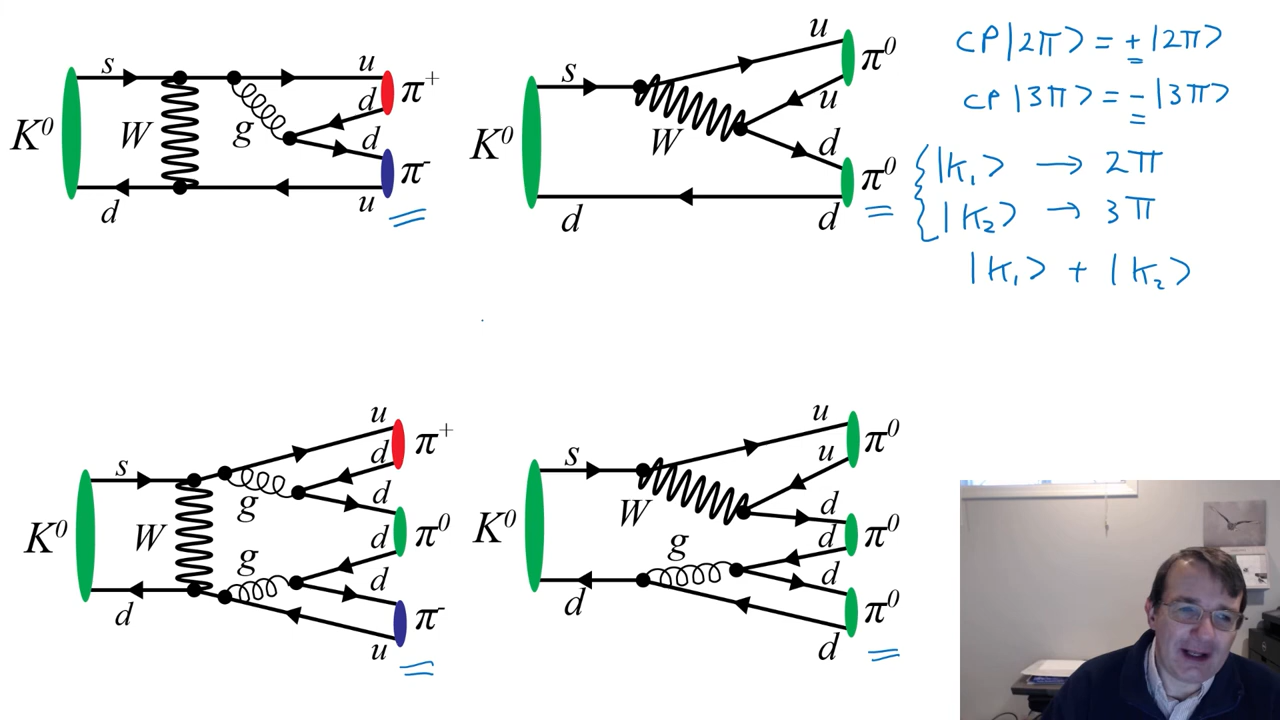 s u
d π⁺
K⁰ W g
d π⁻
d u
u
s π⁰
u
K⁰ W d
π⁰
d d
CP|2π⟩ = +|2π⟩
CP|3π⟩ = −|3π⟩
{|K₁⟩ → 2π
|K₂⟩ → 3π
|K₁⟩ + |K₂⟩
u
s d π⁺
g d
K⁰ W π⁰
g d
d d π⁻
u
u
s u π⁰
W d
K⁰ g d π⁰
d d π⁰
d